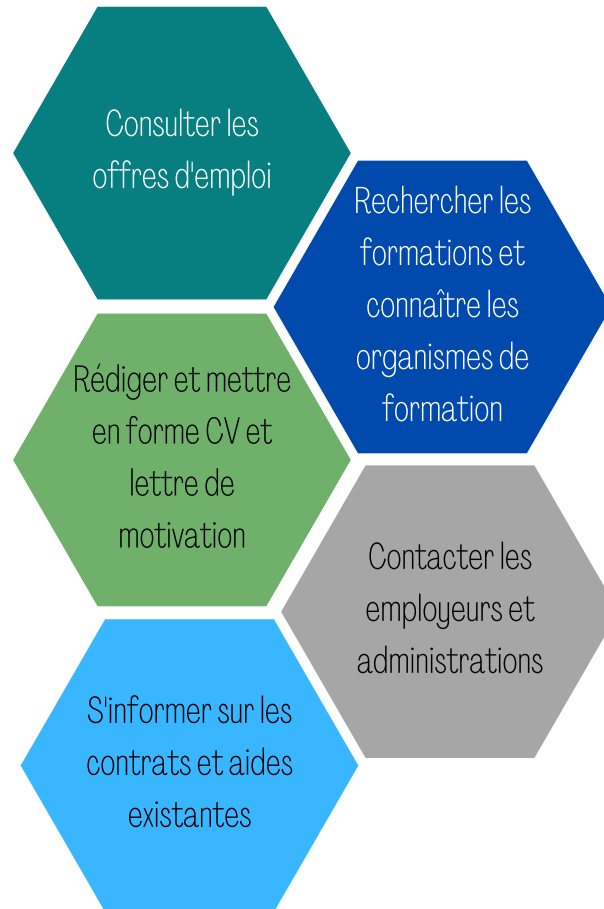 Consulter les
offres d'emploi
Rechercher les
formations et
connaître les
organismes de
formation
Rédiger et mettre
en forme CV et
lettre de
motivation
Contacter les
employeurs et
administrations
S'informer sur les
contrats et aides
existantes